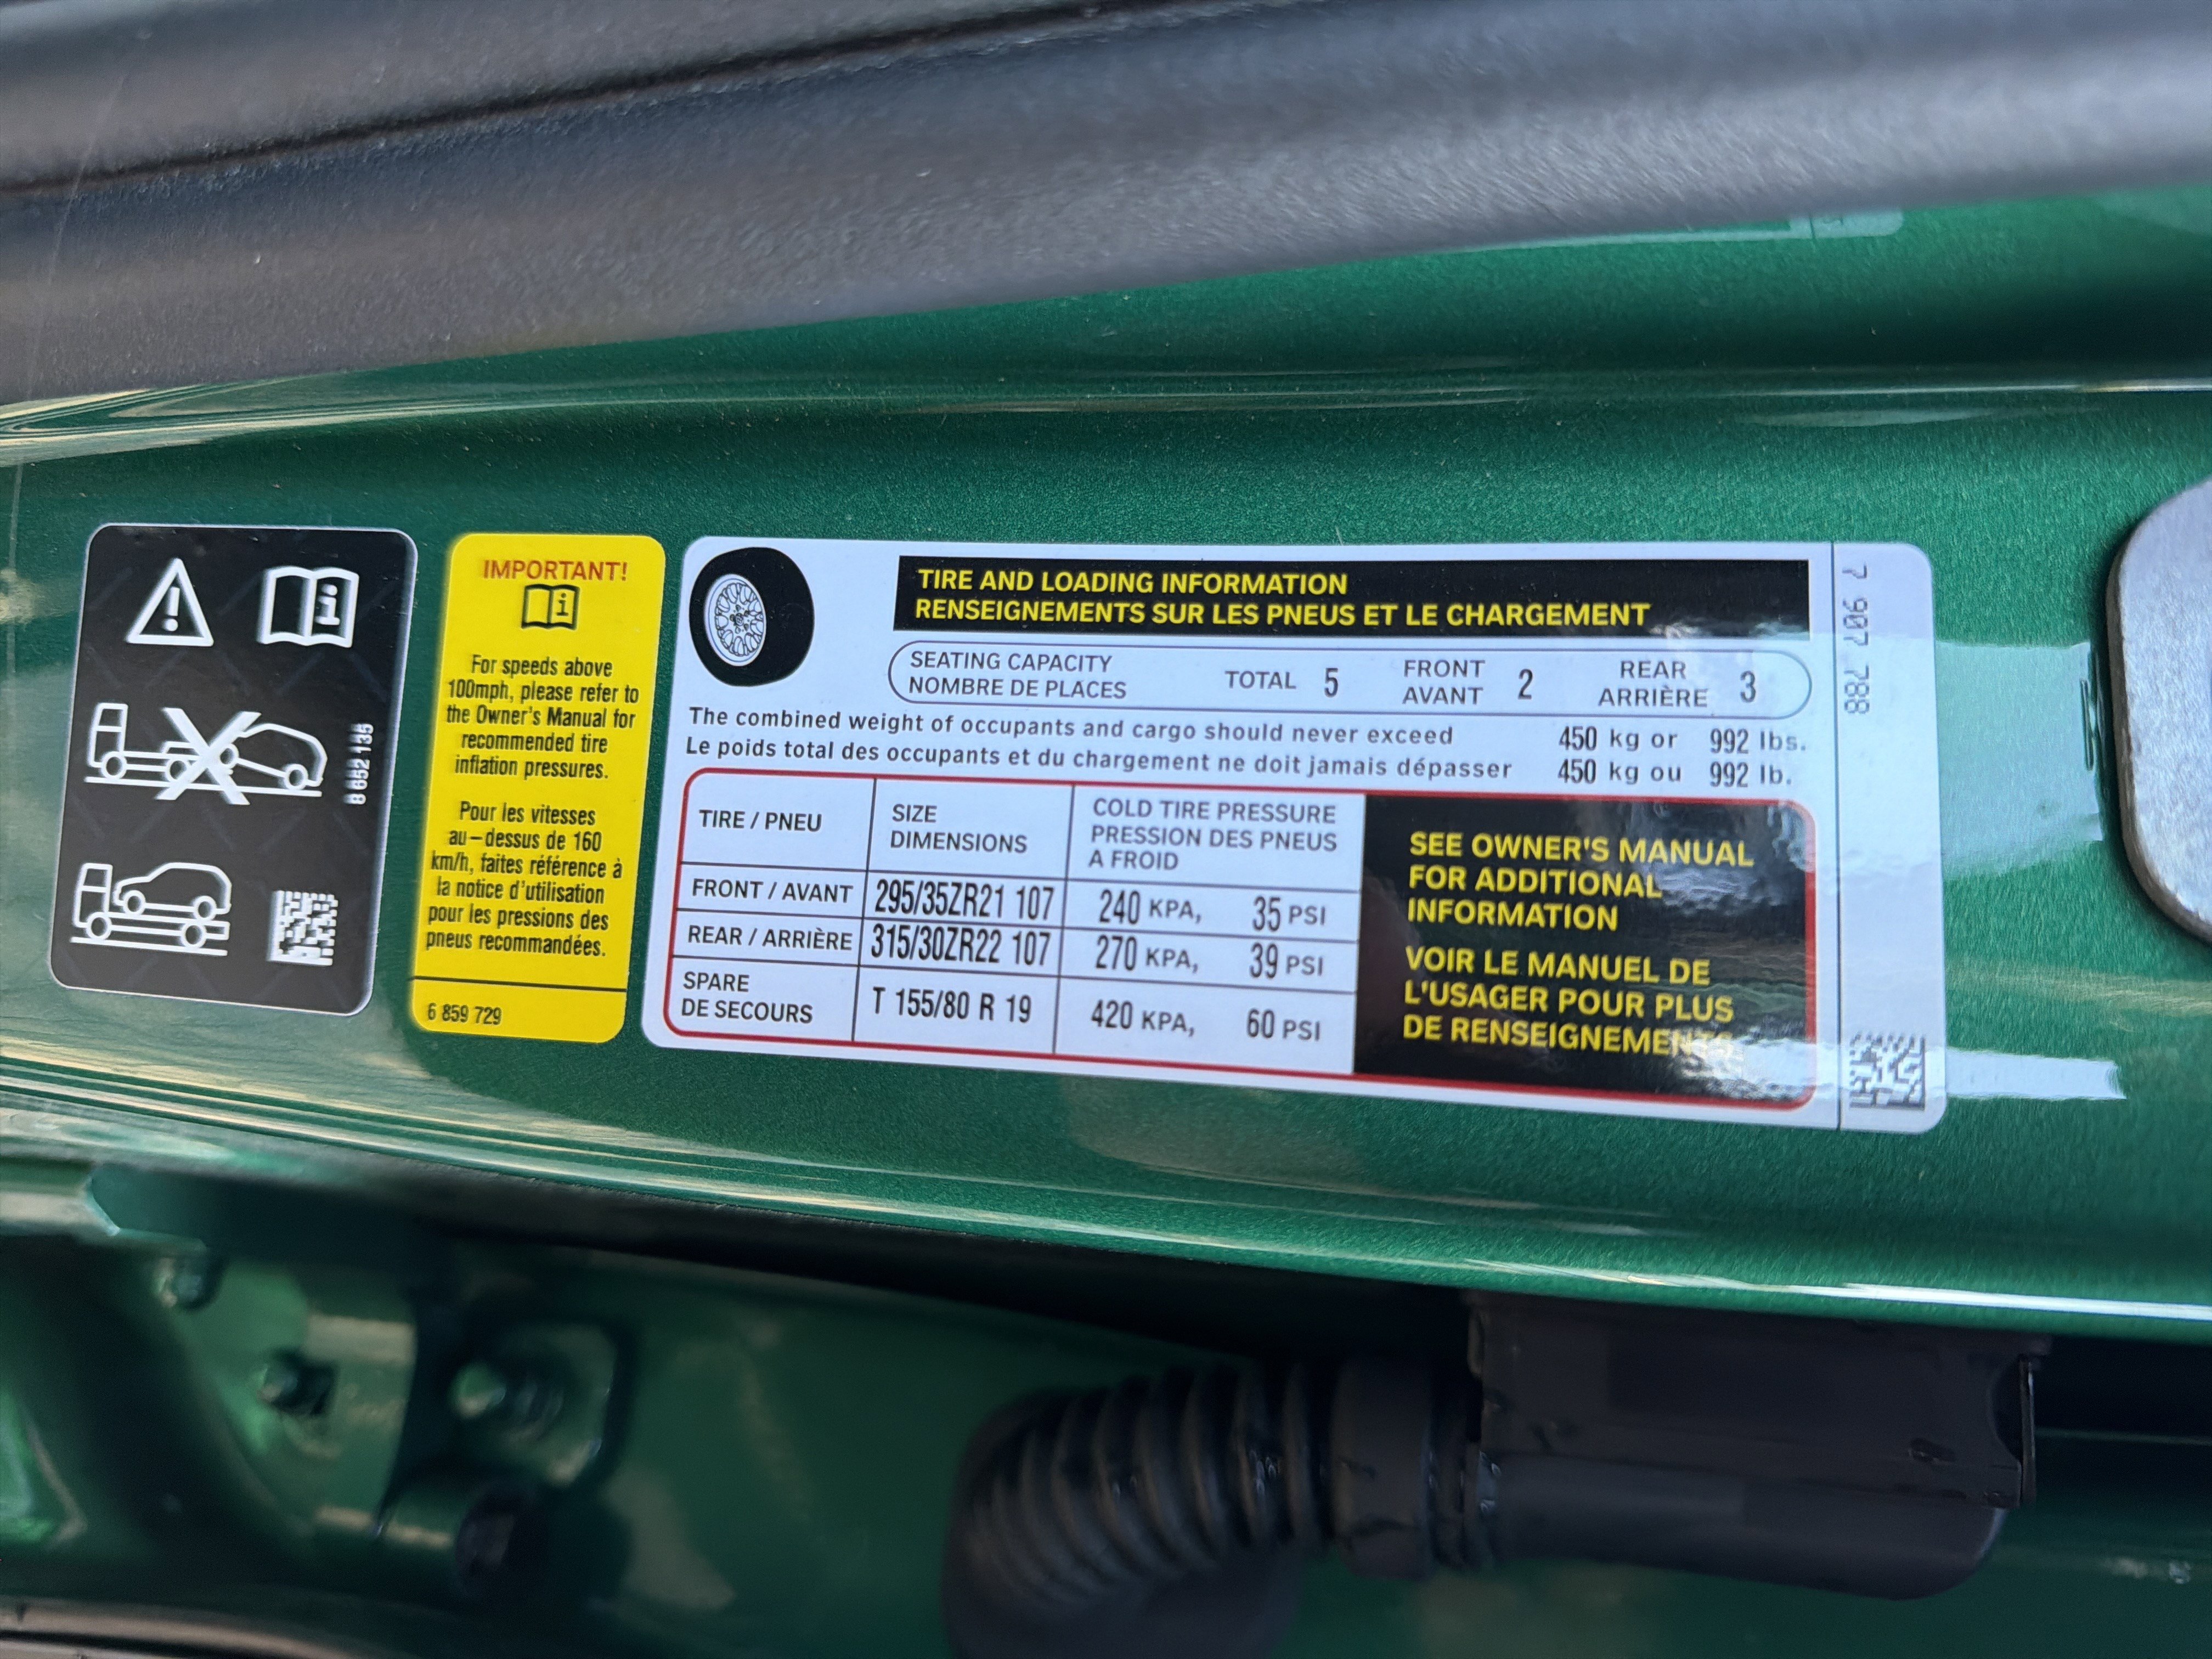 8 652 135
IMPORTANT!
For speeds above
100mph, please refer to
the Owner's Manual for
recommended tire
inflation pressures.
Pour les vitesses
au-dessus de 160
km/h, faites référence à
la notice d'utilisation
pour les pressions des
pneus recommandées.
6 859 729
TIRE AND LOADING INFORMATION
RENSEIGNEMENTS SUR LES PNEUS ET LE CHARGEMENT
SEATING CAPACITY
NOMBRE DE PLACES
TOTAL 5
FRONT
AVANT 2
REAR
ARRIÈRE 3
The combined weight of occupants and cargo should never exceed 450 kg or 992 lbs.
Le poids total des occupants et du chargement ne doit jamais dépasser 450 kg ou 992 lb.
TIRE / PNEU
SIZE
DIMENSIONS
COLD TIRE PRESSURE
PRESSION DES PNEUS
A FROID
FRONT / AVANT 295/35ZR21 107 240 KPA, 35 PSI
REAR / ARRIÈRE 315/30ZR22 107 270 KPA, 39 PSI
SPARE
DE SECOURS T 155/80 R 19 420 KPA, 60 PSI
SEE OWNER'S MANUAL
FOR ADDITIONAL
INFORMATION
VOIR LE MANUEL DE
L'USAGER POUR PLUS
DE RENSEIGNEMENTS
7 907 788